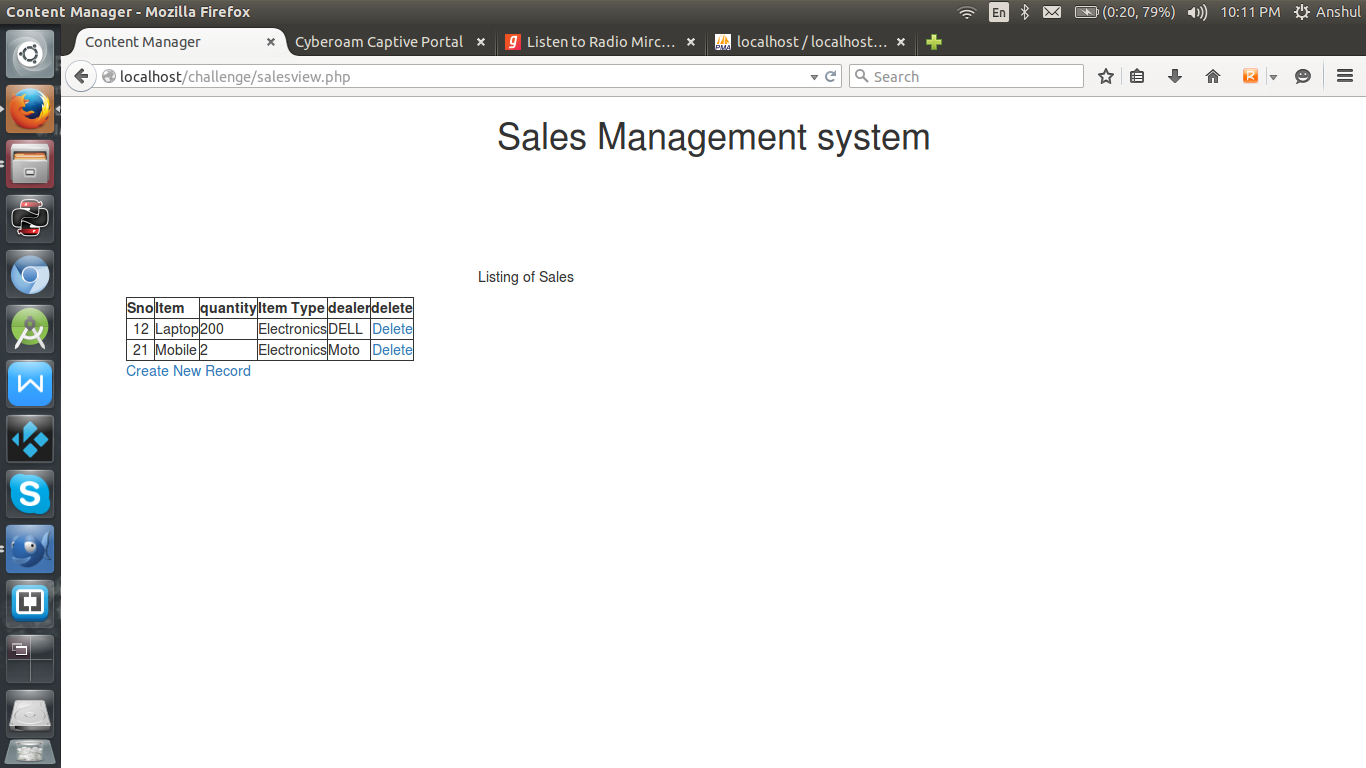 Content Manager - Mozilla Firefox
En
(0:20, 79%)
10:11 PM
Anshul
Content Manager
Cyberoam Captive Portal
Listen to Radio Mirc...
localhost / localhost...
localhost/challenge/salesview.php
Search
Sales Management system
Listing of Sales
Sno Item quantity Item Type dealer delete
12 Laptop 200 Electronics DELL Delete
21 Mobile 2 Electronics Moto Delete
Create New Record